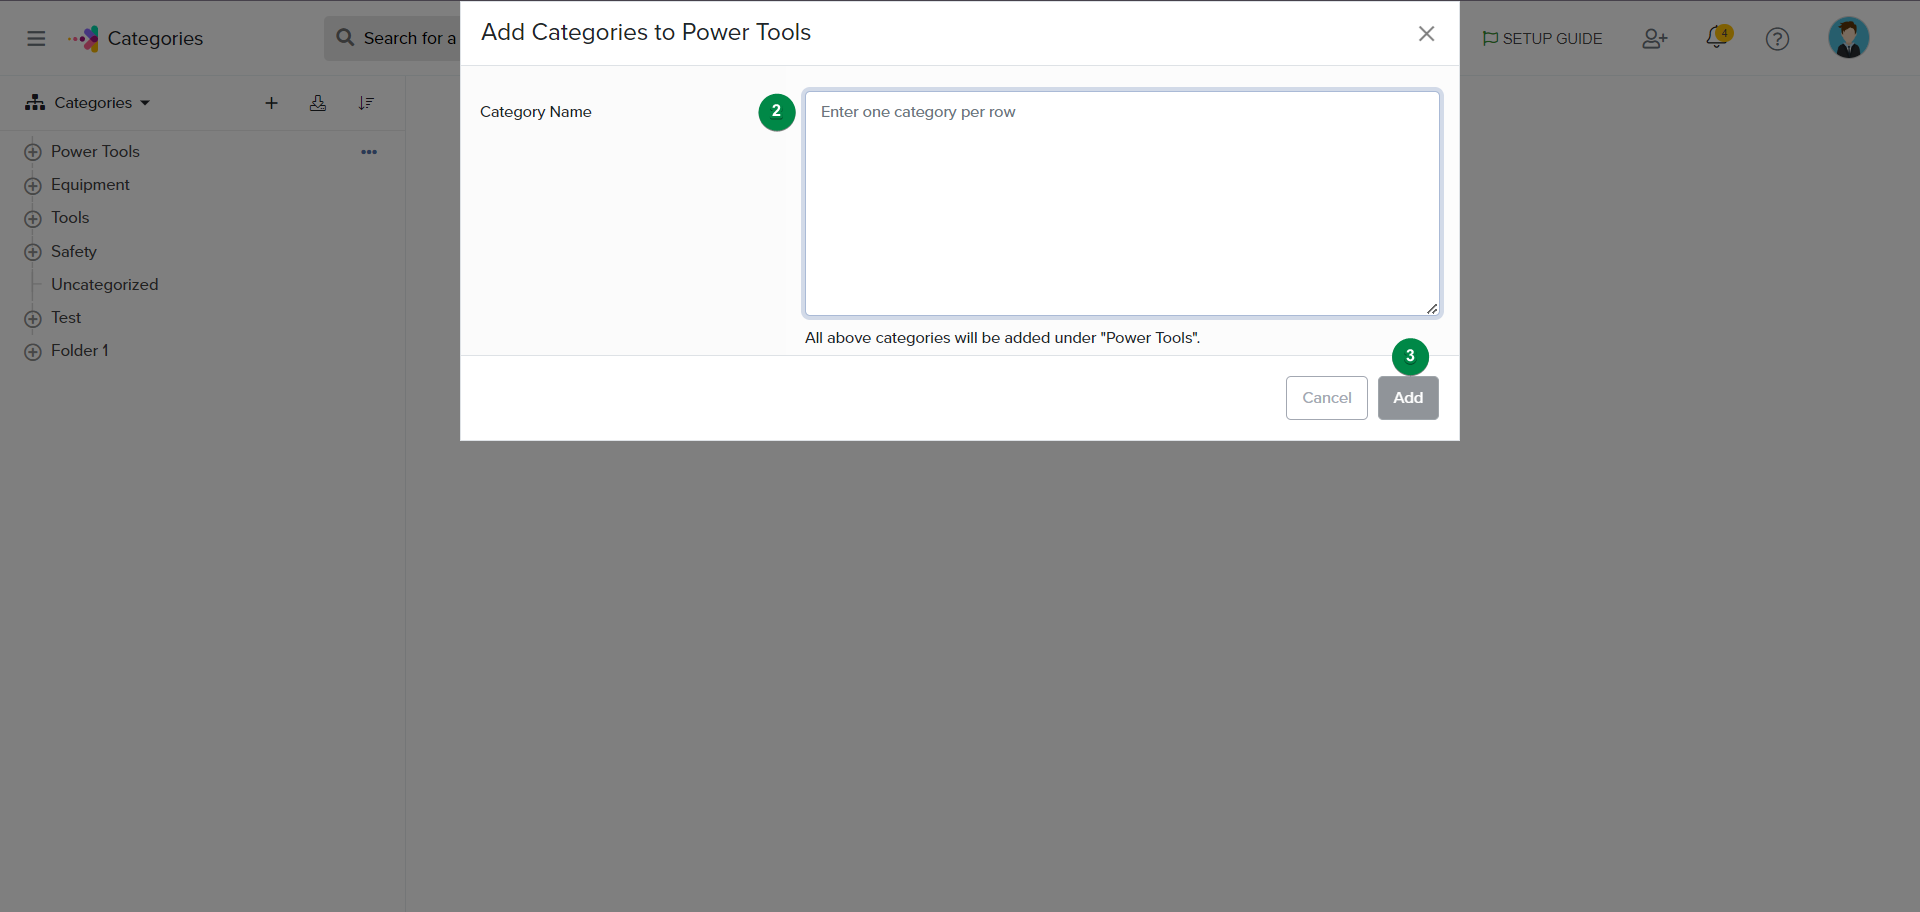 Categories
Search for a
Add Categories to Power Tools
SETUP GUIDE
4
?
Categories
Power Tools
Equipment
Tools
Safety
Uncategorized
Test
Folder 1
Category Name
2
Enter one category per row
All above categories will be added under "Power Tools".
3
Cancel
Add